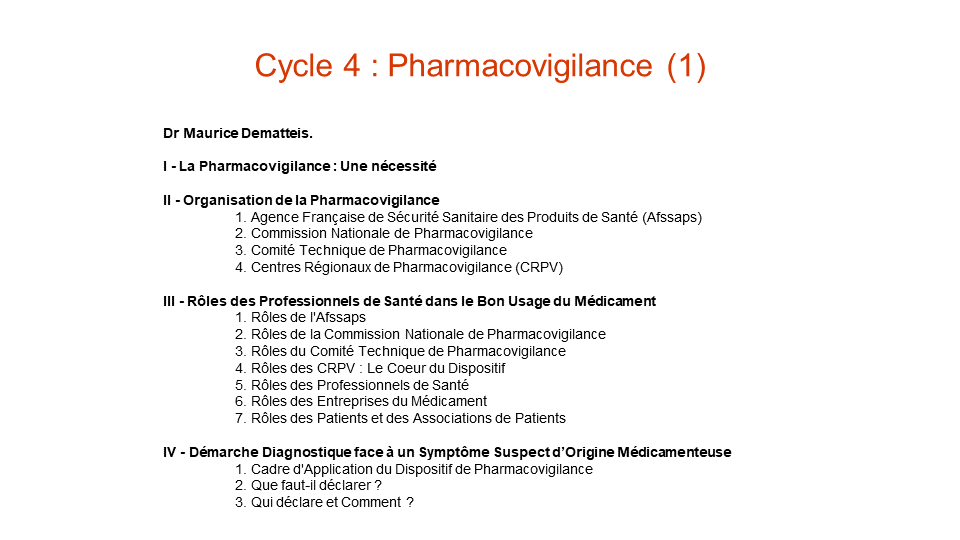 Cycle 4 : Pharmacovigilance (1)
Dr Maurice Dematteis.
I - La Pharmacovigilance : Une nécessité
II - Organisation de la Pharmacovigilance
1. Agence Française de Sécurité Sanitaire des Produits de Santé (Afssaps)
2. Commission Nationale de Pharmacovigilance
3. Comité Technique de Pharmacovigilance
4. Centres Régionaux de Pharmacovigilance (CRPV)
III - Rôles des Professionnels de Santé dans le Bon Usage du Médicament
1. Rôles de l'Afssaps
2. Rôles de la Commission Nationale de Pharmacovigilance
3. Rôles du Comité Technique de Pharmacovigilance
4. Rôles des CRPV : Le Coeur du Dispositif
5. Rôles des Professionnels de Santé
6. Rôles des Entreprises du Médicament
7. Rôles des Patients et des Associations de Patients
IV - Démarche Diagnostique face à un Symptôme Suspect d’Origine Médicamenteuse
1. Cadre d'Application du Dispositif de Pharmacovigilance
2. Que faut-il déclarer ?
3. Qui déclare et Comment ?